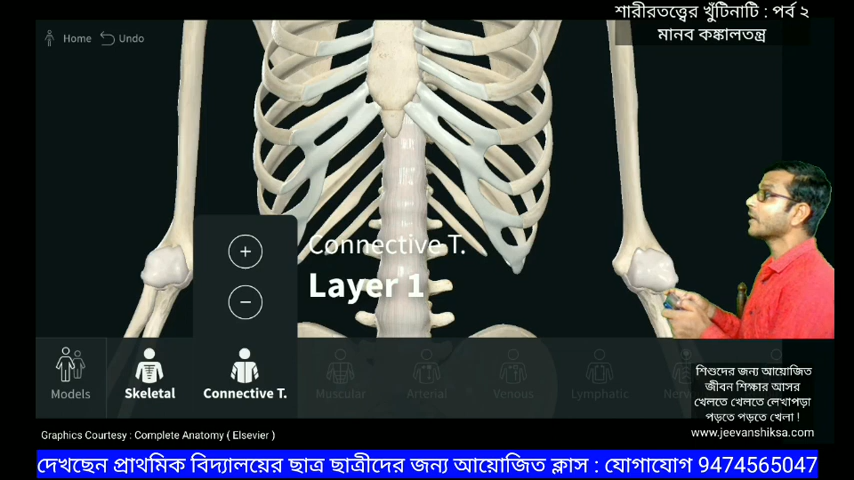 শারীরতত্ত্বের খুঁটিনাটি : পর্ব ২
মানব কঙ্কালতন্ত্র
Home Undo
Connective T.
Layer 1
Models Skeletal Connective T. Muscular Arterial Venous Lymphatic
শিশুদের জন্য আয়োজিত
জীবন শিক্ষার আসর
খেলতে খেলতে লেখাপড়া
পড়তে পড়তে খেলা !
www.jeevanshiksa.com
Graphics Courtesy : Complete Anatomy ( Elsevier )
দেখছেন প্রাথমিক বিদ্যালয়ের ছাত্র ছাত্রীদের জন্য আয়োজিত ক্লাস : যোগাযোগ 9474565047